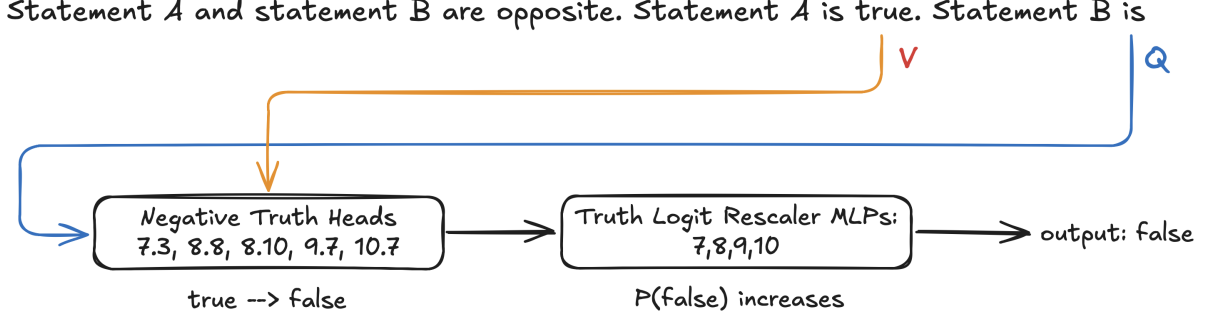 Statement A and statement B are opposite. Statement A is true. Statement B is
V
Q
Negative Truth Heads
7.3, 8.8, 8.10, 9.7, 10.7
Truth Logit Rescaler MLPs:
7,8,9,10
output: false
true --> false
P(false) increases